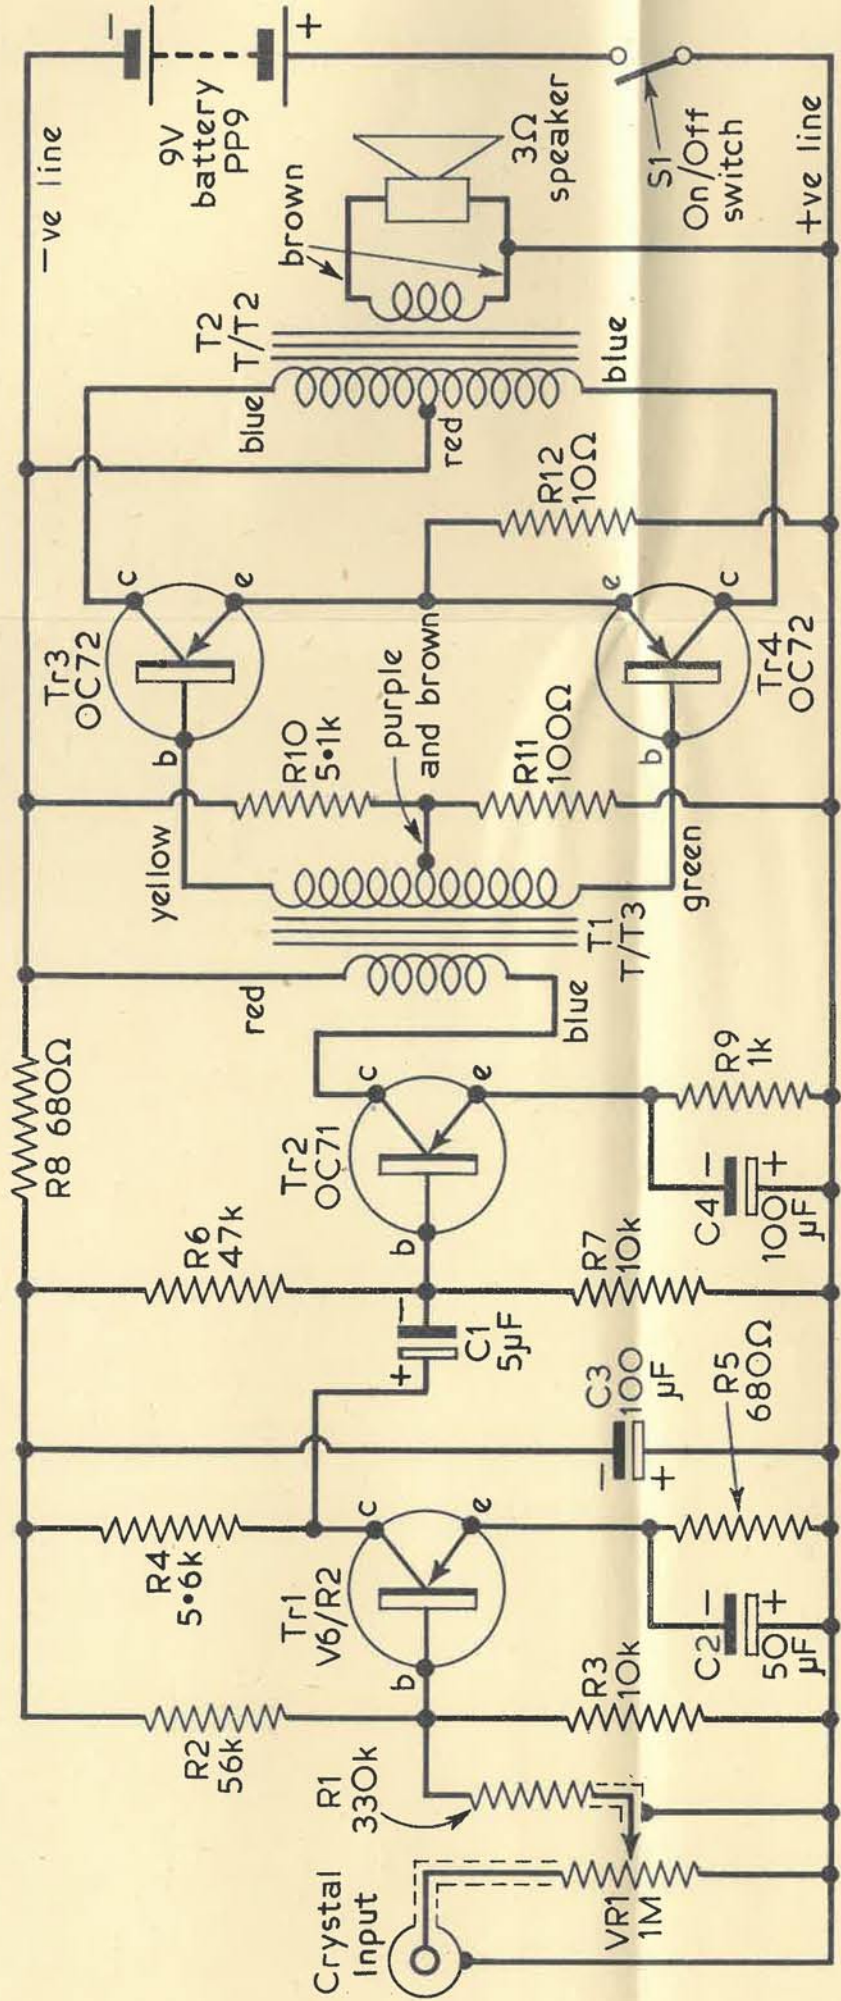 Crystal
Input
VR1
1M
R1
330k
R2
56k
R3
10k
b
Tr1
V6/R2
c
e
R4
5•6k
C2
−
+
50
µF
R5
680Ω
C3
100
µF
−
+
+
−
C1
5µF
R6
47k
R7
10k
b
Tr2
OC71
c
e
C4
−
+
100
µF
R9
1k
R8 680Ω
red
blue
T1
T/T3
yellow
green
R10
5•1k
purple
and brown
R11
100Ω
b
Tr3
OC72
c
e
b
e
c
Tr4
OC72
R12
10Ω
red
blue
blue
T2
T/T2
brown
3Ω
speaker
−ve line
9V
battery
PP9
−
+
S1
On/Off
switch
+ve line